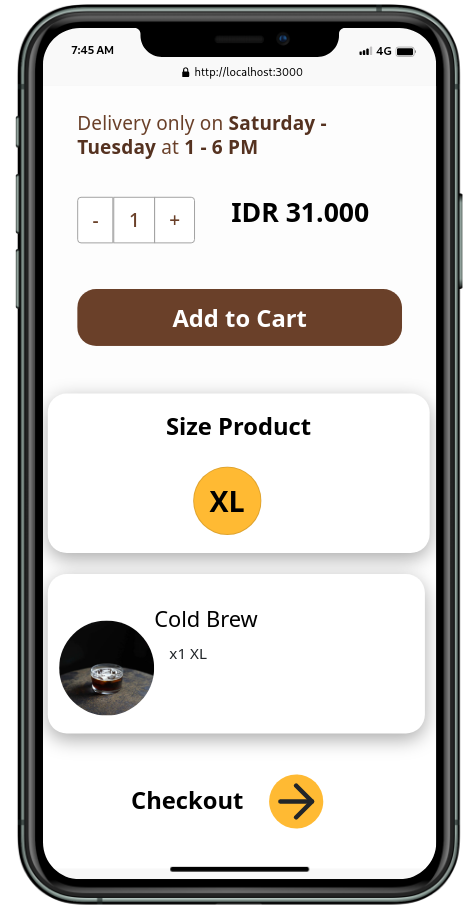 7:45 AM
4G
http://localhost:3000
Delivery only on Saturday -
Tuesday at 1 - 6 PM
- 1 +
IDR 31.000
Add to Cart
Size Product
XL
Cold Brew
x1 XL
Checkout